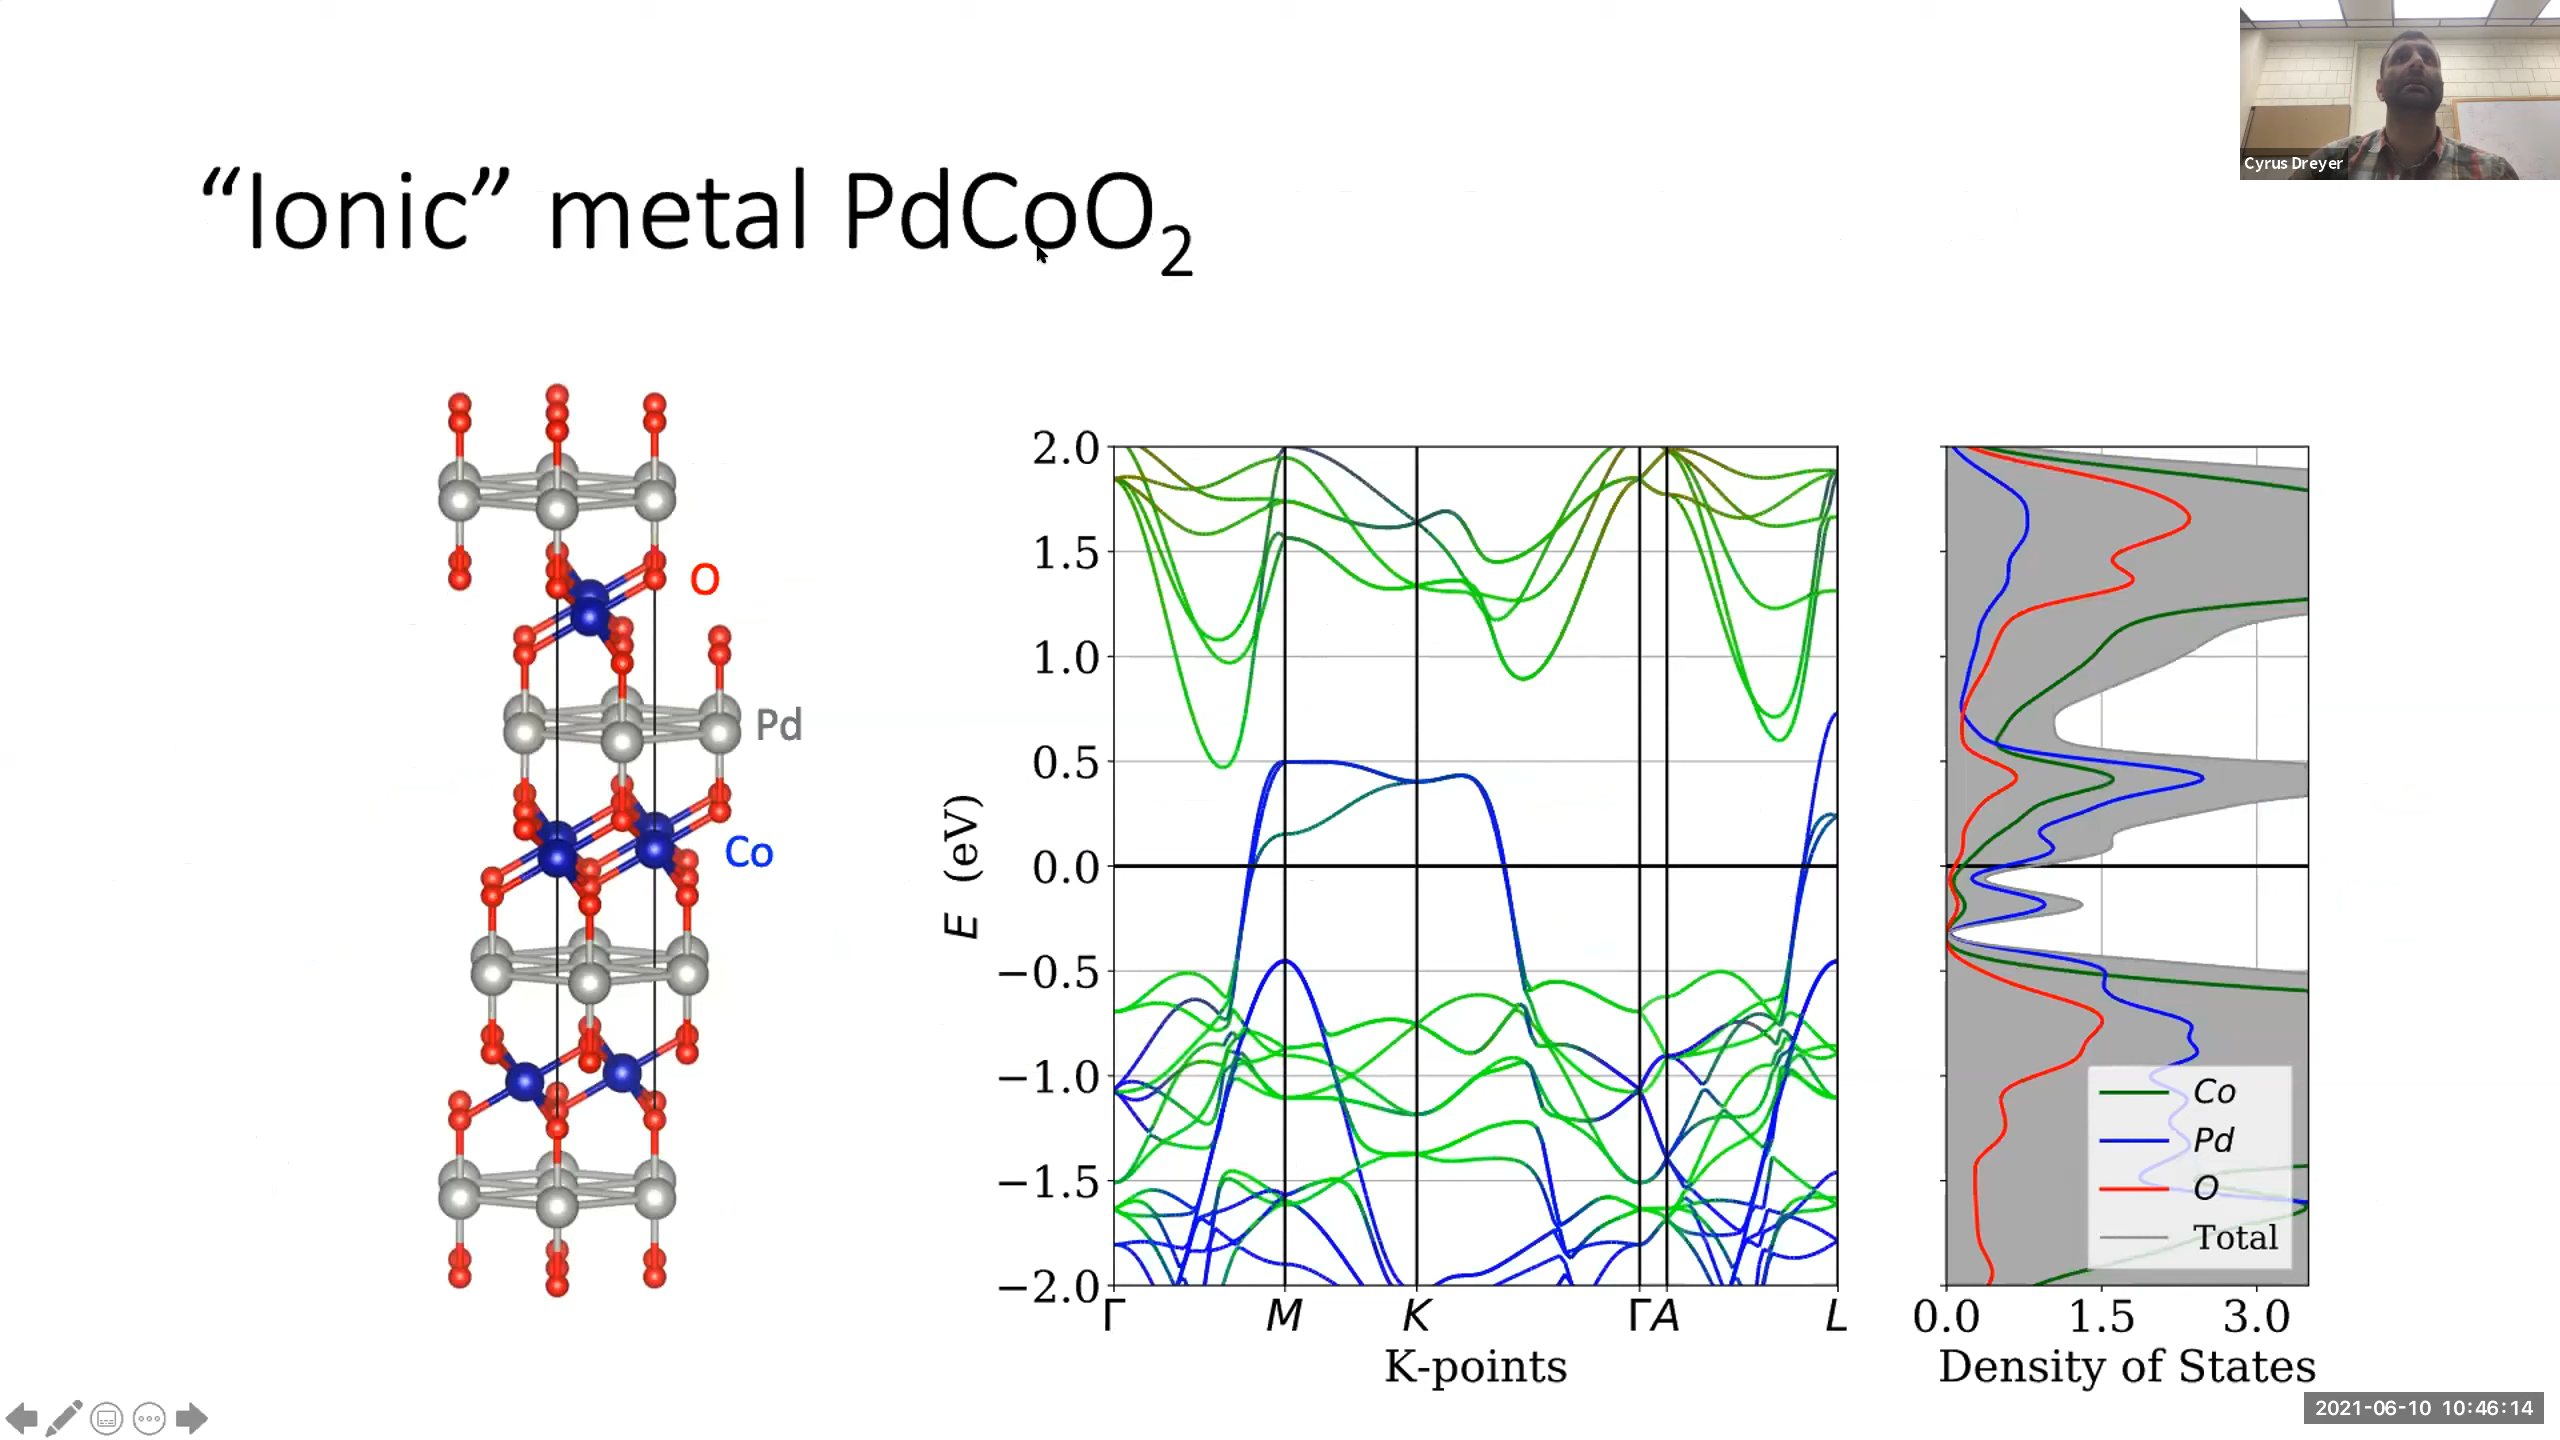 Cyrus Dreyer
“Ionic” metal PdCoO₂
O
Pd
Co
E (eV)
2.0
1.5
1.0
0.5
0.0
−0.5
−1.0
−1.5
−2.0
Γ M K Γ A L
K-points
Co
Pd
O
Total
0.0 1.5 3.0
Density of States
2021-06-10 10:46:14